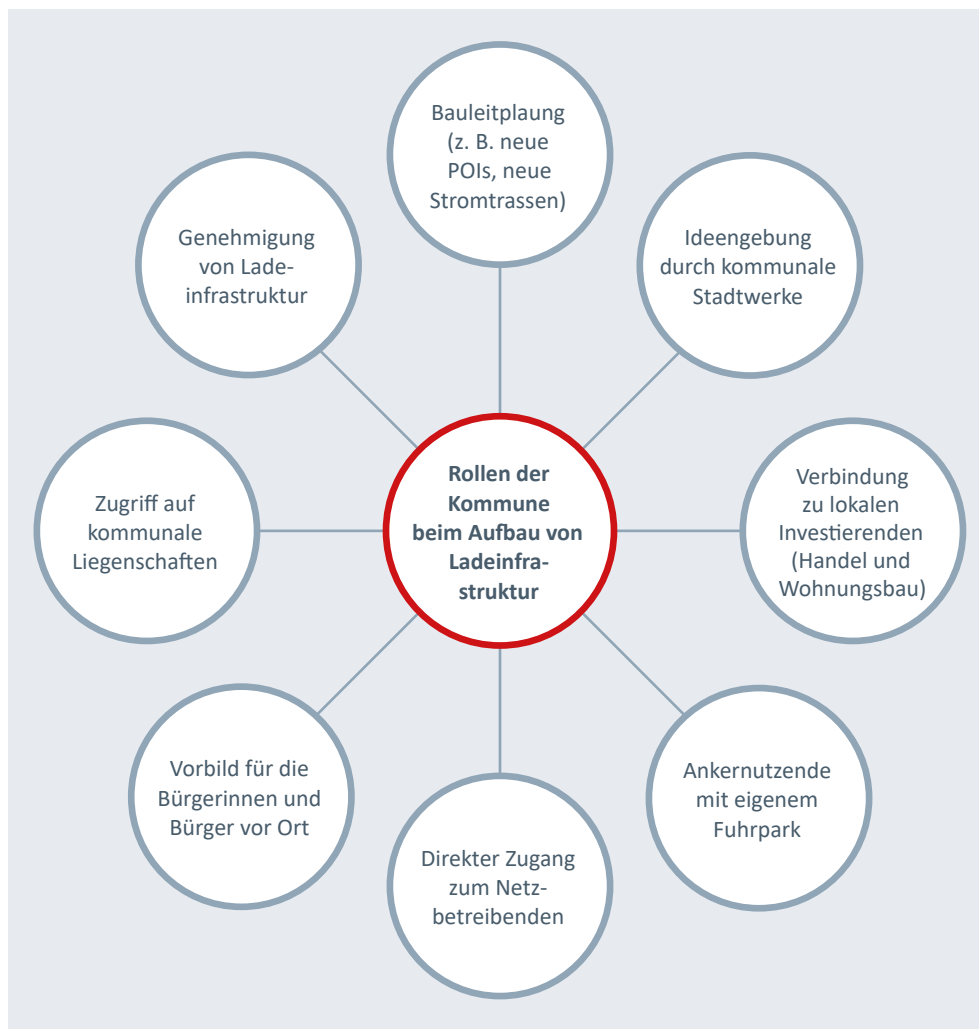 Bauleitplaung
(z. B. neue
POIs, neue
Stromtrassen)
Genehmigung
von Lade-
infrastruktur
Ideengebung
durch kommunale
Stadtwerke
Zugriff auf
kommunale
Liegenschaften
Rollen der
Kommune
beim Aufbau von
Ladeinfra-
struktur
Verbindung
zu lokalen
Investierenden
(Handel und
Wohnungsbau)
Vorbild für die
Bürgerinnen und
Bürger vor Ort
Ankernutzende
mit eigenem
Fuhrpark
Direkter Zugang
zum Netz-
betreibenden